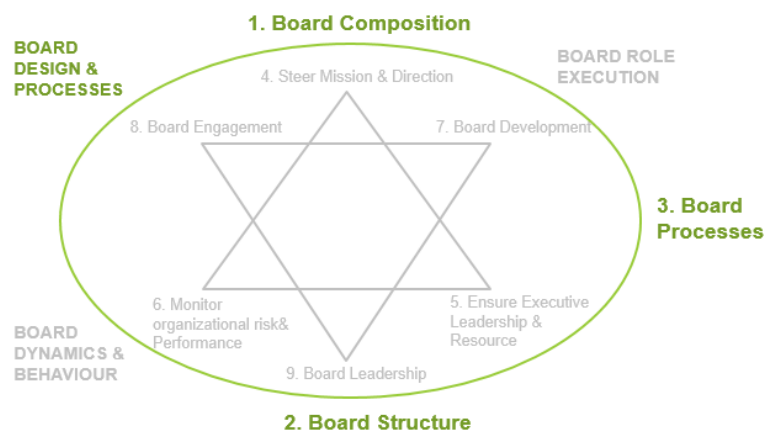 1. Board Composition
BOARD
DESIGN &
PROCESSES
BOARD ROLE
EXECUTION
4. Steer Mission & Direction
8. Board Engagement
7. Board Development
3. Board
Processes
6. Monitor
organizational risk&
Performance
5. Ensure Executive
Leadership &
Resource
BOARD
DYNAMICS &
BEHAVIOUR
9. Board Leadership
2. Board Structure